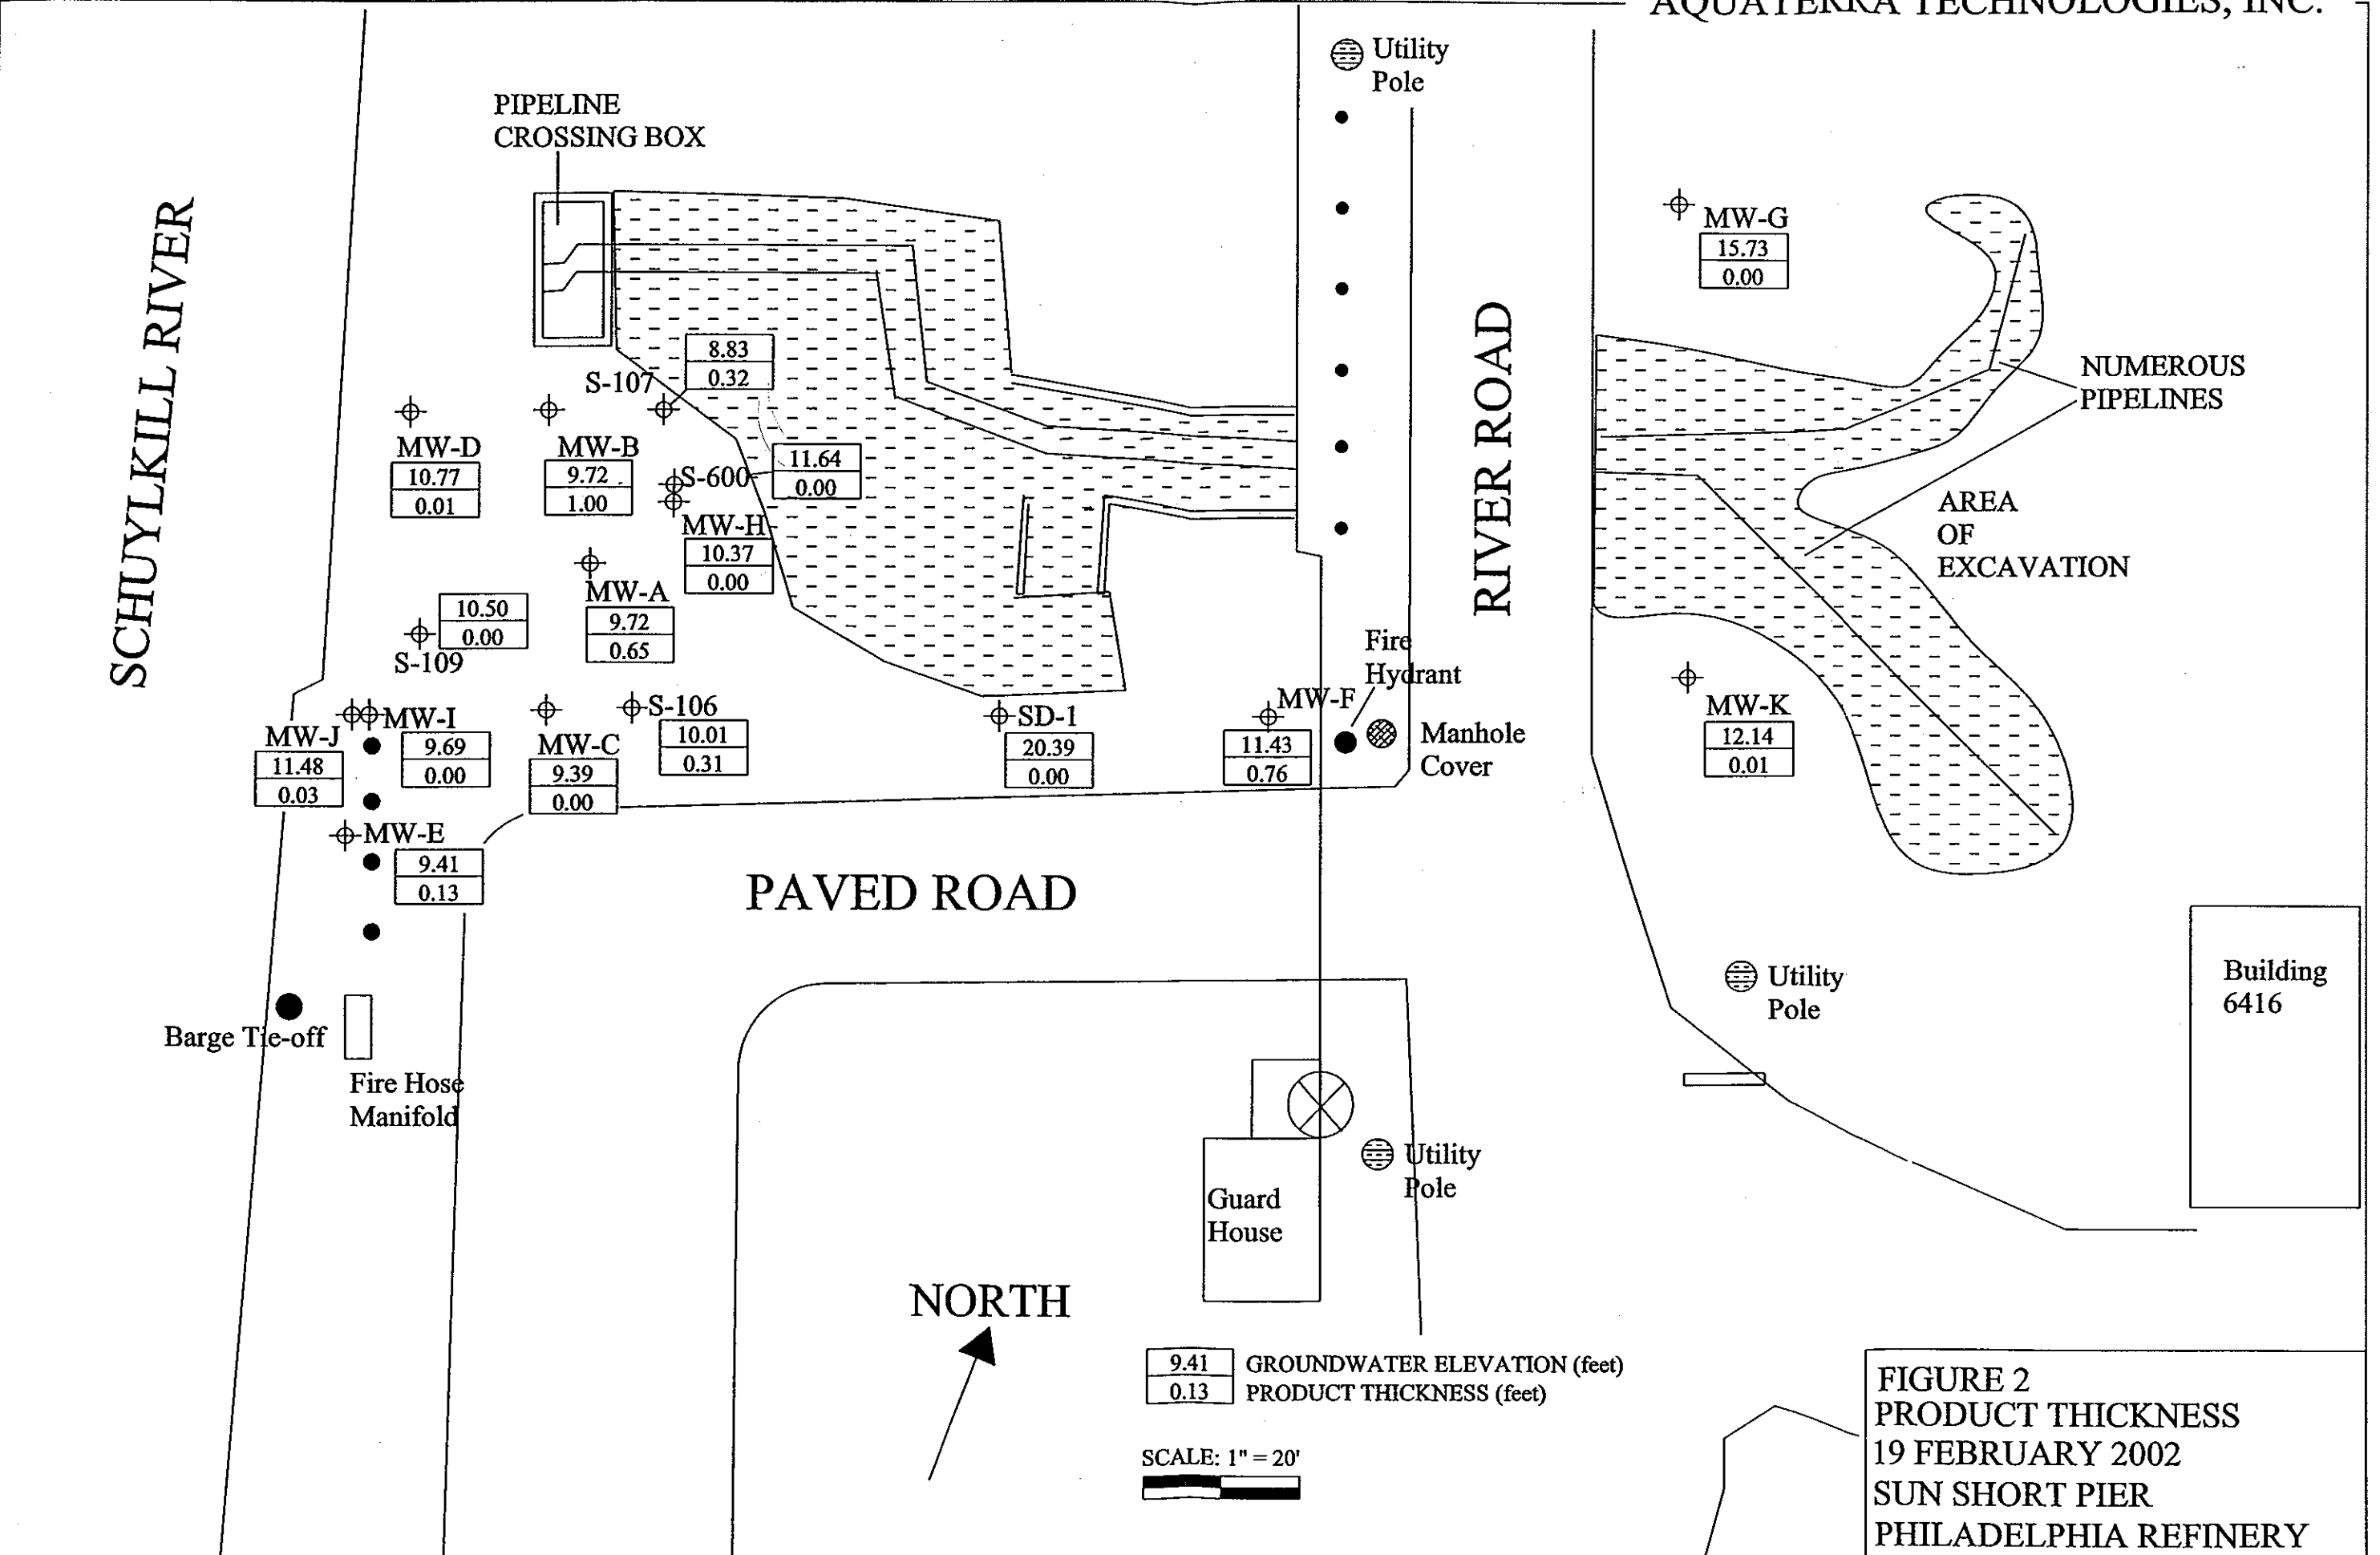 AQUATERRA TECHNOLOGIES, INC.
Utility
Pole
PIPELINE
CROSSING BOX
SCHUYLKILL RIVER
MW-G
15.73
0.00
RIVER ROAD
NUMEROUS
PIPELINES
8.83
0.32
S-107
MW-D
10.77
0.01
MW-B
9.72
1.00
S-600
11.64
0.00
MW-H
10.37
0.00
AREA
OF
EXCAVATION
MW-A
9.72
0.65
10.50
0.00
S-109
Fire
Hydrant
MW-J
11.48
0.03
MW-I
9.69
0.00
MW-C
9.39
0.00
S-106
10.01
0.31
SD-1
20.39
0.00
MW-F
11.43
0.76
Manhole
Cover
MW-K
12.14
0.01
MW-E
9.41
0.13
PAVED ROAD
Utility
Pole
Building
6416
Barge Tie-off
Fire Hose
Manifold
Utility
Pole
Guard
House
NORTH
9.41 GROUNDWATER ELEVATION (feet)
0.13 PRODUCT THICKNESS (feet)
SCALE: 1" = 20'
FIGURE 2
PRODUCT THICKNESS
19 FEBRUARY 2002
SUN SHORT PIER
PHILADELPHIA REFINERY